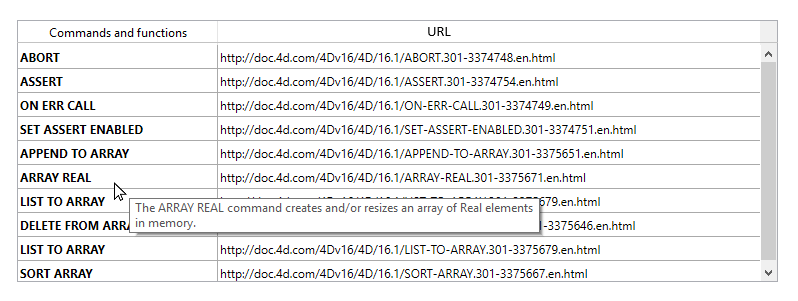 Commands and functions URL
ABORT http://doc.4d.com/4Dv16/4D/16.1/ABORT.301-3374748.en.html
ASSERT http://doc.4d.com/4Dv16/4D/16.1/ASSERT.301-3374754.en.html
ON ERR CALL http://doc.4d.com/4Dv16/4D/16.1/ON-ERR-CALL.301-3374749.en.html
SET ASSERT ENABLED http://doc.4d.com/4Dv16/4D/16.1/SET-ASSERT-ENABLED.301-3374751.en.html
APPEND TO ARRAY http://doc.4d.com/4Dv16/4D/16.1/APPEND-TO-ARRAY.301-3375651.en.html
ARRAY REAL http://doc.4d.com/4Dv16/4D/16.1/ARRAY-REAL.301-3375671.en.html
LIST TO ARRAY 679.en.html
The ARRAY REAL command creates and/or resizes an array of Real elements
in memory.
DELETE FROM ARRA 1-3375646.en.html
LIST TO ARRAY http://doc.4d.com/4Dv16/4D/16.1/LIST-TO-ARRAY.301-3375679.en.html
SORT ARRAY http://doc.4d.com/4Dv16/4D/16.1/SORT-ARRAY.301-3375667.en.html